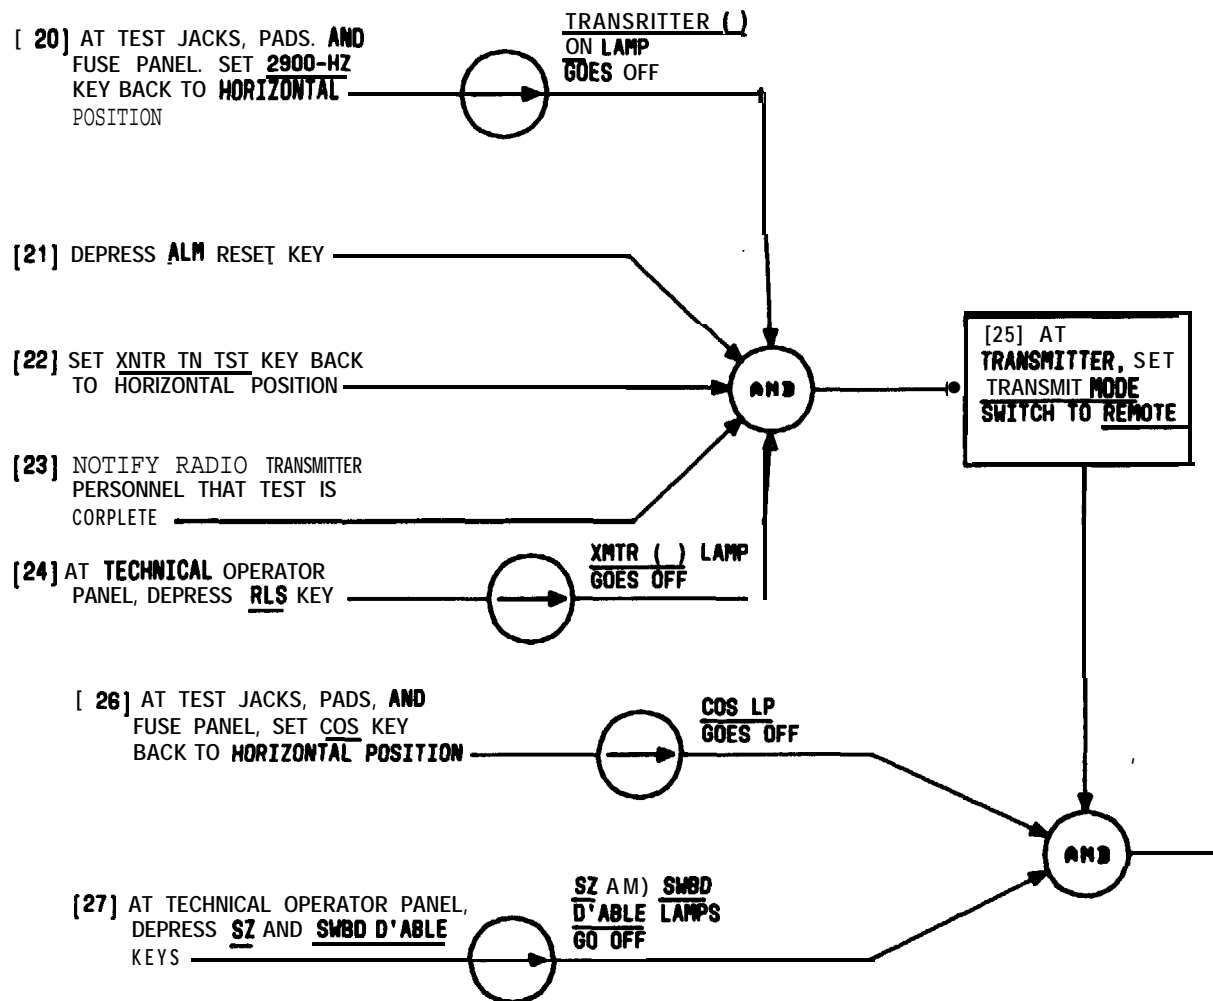 [ 20] AT TEST JACKS, PADS. AND
FUSE PANEL. SET 2900-HZ
KEY BACK TO HORIZONTAL
POSITION
TRANSRITTER ( )
ON LAMP
GOES OFF
[21] DEPRESS ALM RESET KEY
[22] SET XNTR TN TST KEY BACK
TO HORIZONTAL POSITION
AND
[25] AT
TRANSMITTER, SET
TRANSMIT MODE
SWITCH TO REMOTE
[23] NOTIFY RADIO TRANSMITTER
PERSONNEL THAT TEST IS
CORPLETE
[24] AT TECHNICAL OPERATOR
PANEL, DEPRESS RLS KEY
XMTR ( ) LAMP
GOES OFF
[ 26] AT TEST JACKS, PADS, AND
FUSE PANEL, SET COS KEY
BACK TO HORIZONTAL POSITION
COS LP
GOES OFF
AND
[27] AT TECHNICAL OPERATOR PANEL,
DEPRESS SZ AND SWBD D'ABLE
KEYS
SZ AM) SWBD
D'ABLE LAMPS
GO OFF